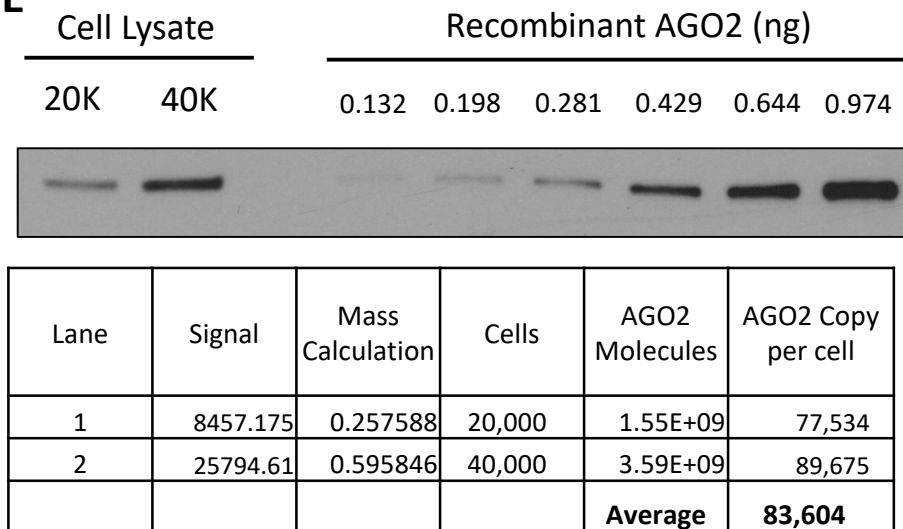 E
Cell Lysate Recombinant AGO2 (ng)
20K 40K 0.132 0.198 0.281 0.429 0.644 0.974
Lane Signal Mass Calculation Cells AGO2 Molecules AGO2 Copy per cell
1 8457.175 0.257588 20,000 1.55E+09 77,534
2 25794.61 0.595846 40,000 3.59E+09 89,675
Average 83,604